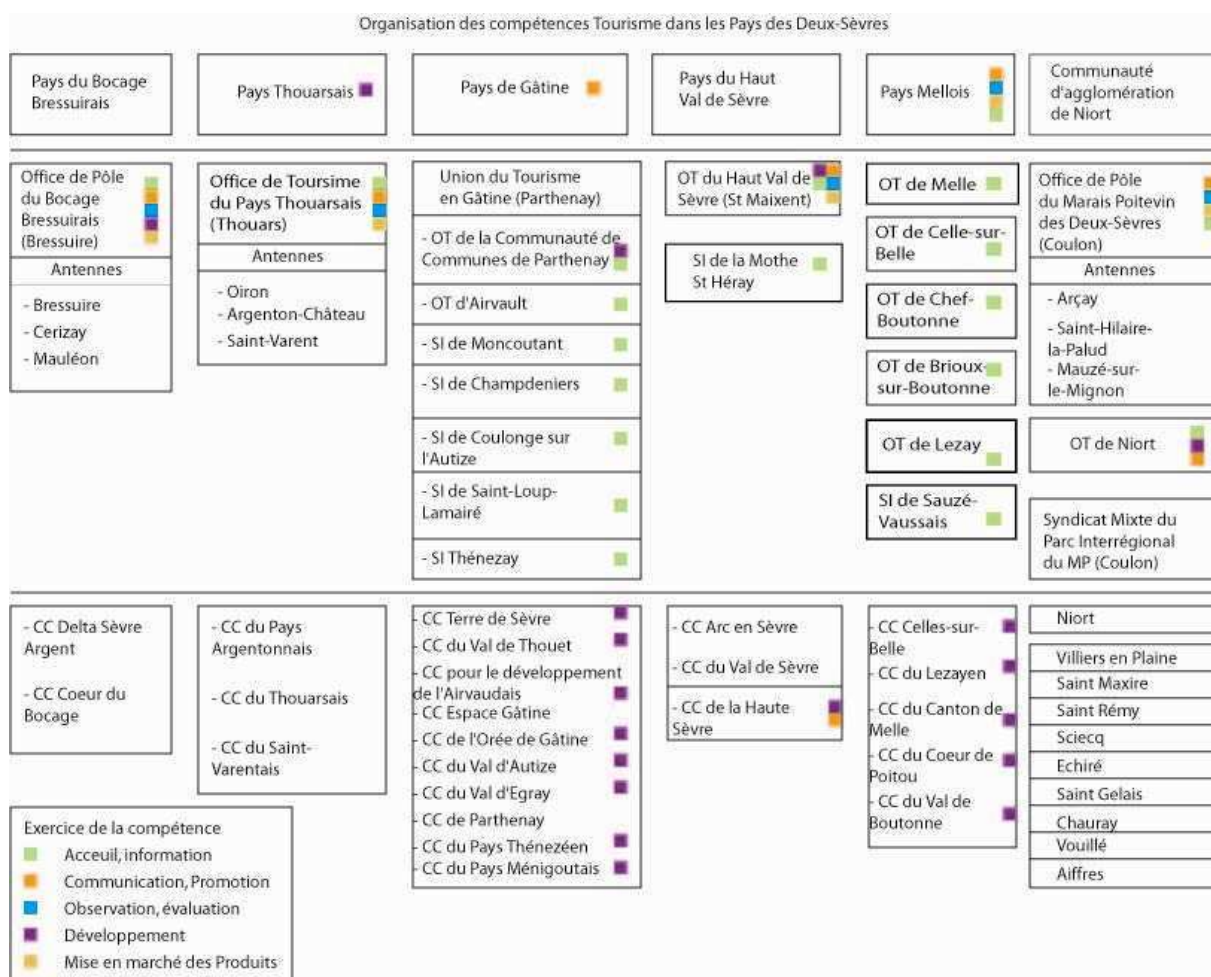 Organisation des compétences Tourisme dans les Pays des Deux-Sèvres
Pays du Bocage
Bressuirais
Pays Thouarsais
Pays de Gâtine
Pays du Haut
Val de Sèvre
Pays Mellois
Communauté
d'agglomération
de Niort
Office de Pôle
du Bocage
Bressuirais
(Bressuire)
Antennes
- Bressuire
- Cerizay
- Mauléon
Office de Toursime
du Pays Thouarsais
(Thouars)
Antennes
- Oiron
- Argenton-Château
- Saint-Varent
Union du Tourisme
en Gâtine (Parthenay)
- OT de la Communauté de
Communes de Parthenay
- OT d'Airvault
- SI de Moncoutant
- SI de Champdeniers
- SI de Coulonge sur
l'Autize
- SI de Saint-Loup-
Lamairé
- SI Thénezay
OT du Haut Val de
Sèvre (St Maixent)
SI de la Mothe
St Héray
OT de Melle
OT de Celle-sur-
Belle
OT de Chef-
Boutonne
OT de Brioux-
sur-Boutonne
OT de Lezay
SI de Sauzé-
Vaussais
Office de Pôle
du Marais Poitevin
des Deux-Sèvres
(Coulon)
Antennes
- Arçay
- Saint-Hilaire-
la-Palud
- Mauzé-sur-
le-Mignon
OT de Niort
Syndicat Mixte du
Parc Interrégional
du MP (Coulon)
- CC Delta Sèvre
Argent
- CC Coeur du
Bocage
- CC du Pays
Argentonnais
- CC du Thouarsais
- CC du Saint-
Varentais
- CC Terre de Sèvre
- CC du Val de Thouet
- CC pour le développement
de l'Airvaudais
- CC Espace Gâtine
- CC de l'Orée de Gâtine
- CC du Val d'Autize
- CC du Val d'Egray
- CC de Parthenay
- CC du Pays Thénezéen
- CC du Pays Ménigoutais
- CC Arc en Sèvre
- CC du Val de Sèvre
- CC de la Haute
Sèvre
- CC Celles-sur-
Belle
- CC du Lezayen
- CC du Canton de
Melle
- CC du Coeur de
Poitou
- CC du Val de
Boutonne
Niort
Villiers en Plaine
Saint Maxire
Saint Rémy
Sciecq
Echiré
Saint Gelais
Chauray
Vouillé
Aiffres
Exercice de la compétence
Acceuil, information
Communication, Promotion
Observation, évaluation
Développement
Mise en marché des Produits